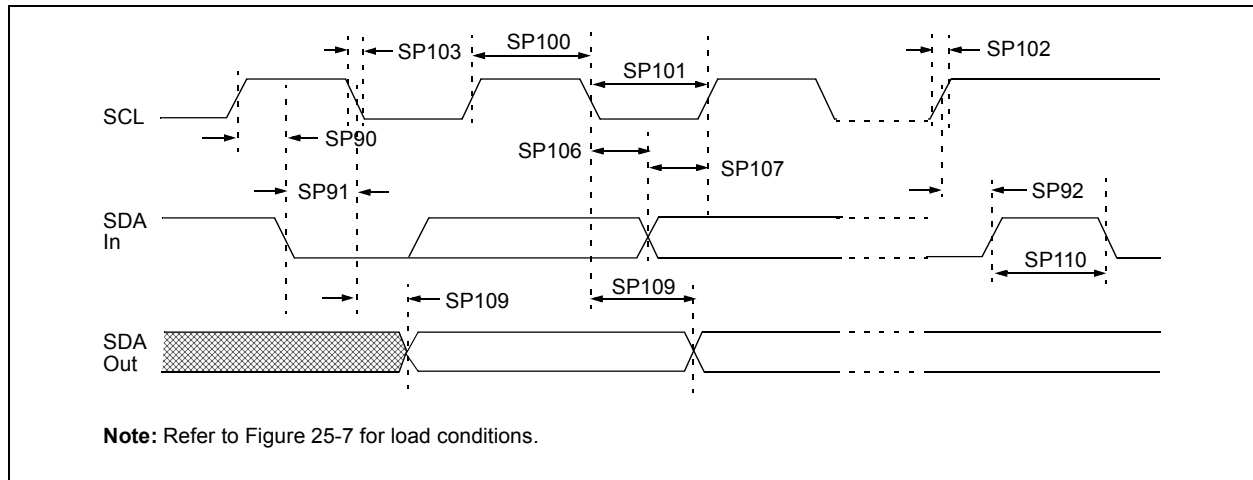 SP103
SP100
SP101
SP102
SCL
SP90
SP106
SP107
SP91
SP92
SDA
In
SP110
SP109
SP109
SDA
Out
Note: Refer to Figure 25-7 for load conditions.